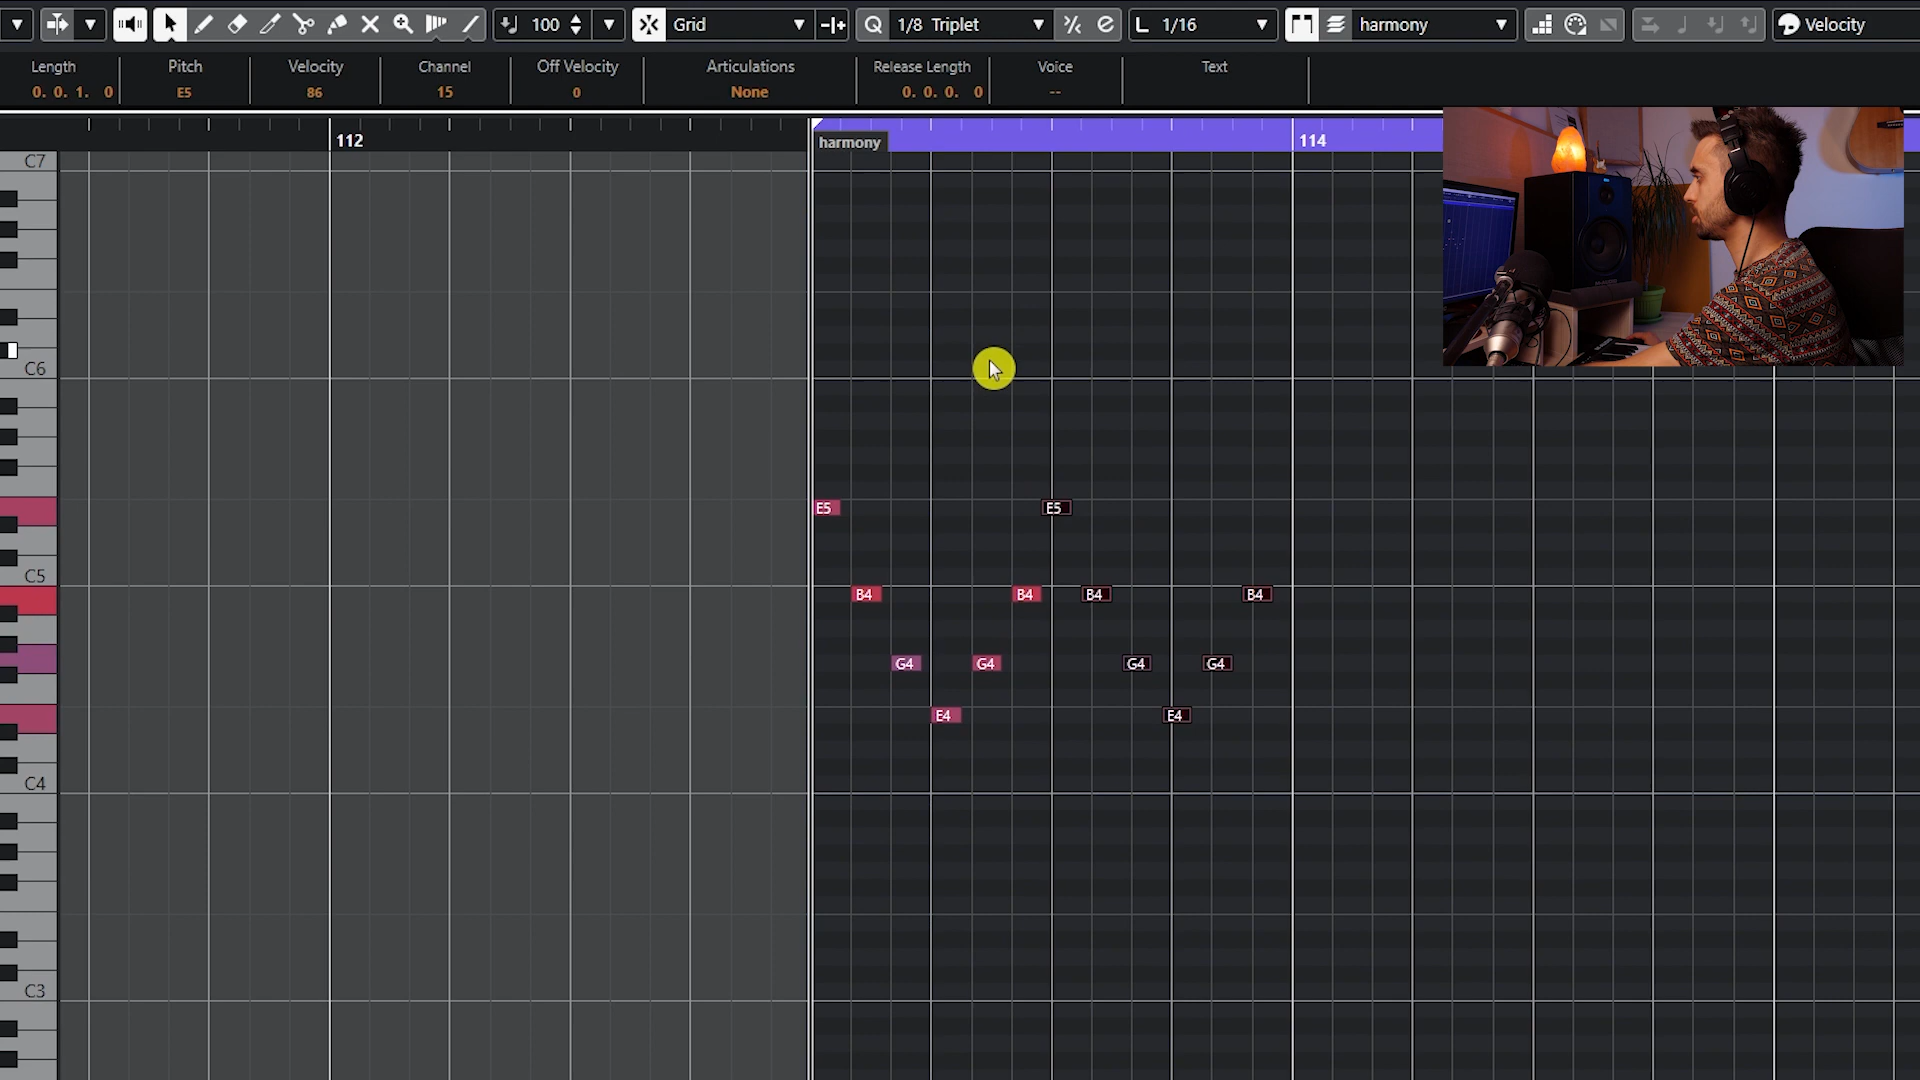 100 Grid Q 1/8 Triplet L 1/16 harmony Velocity
Length Pitch Velocity Channel Off Velocity Articulations Release Length Voice Text
0. 0. 1. 0 E5 86 15 0 None 0. 0. 0. 0 --
112 114
harmony
C7
C6
E5 E5
C5
B4 B4 B4 B4
G4 G4 G4 G4
E4 E4
C4
C3